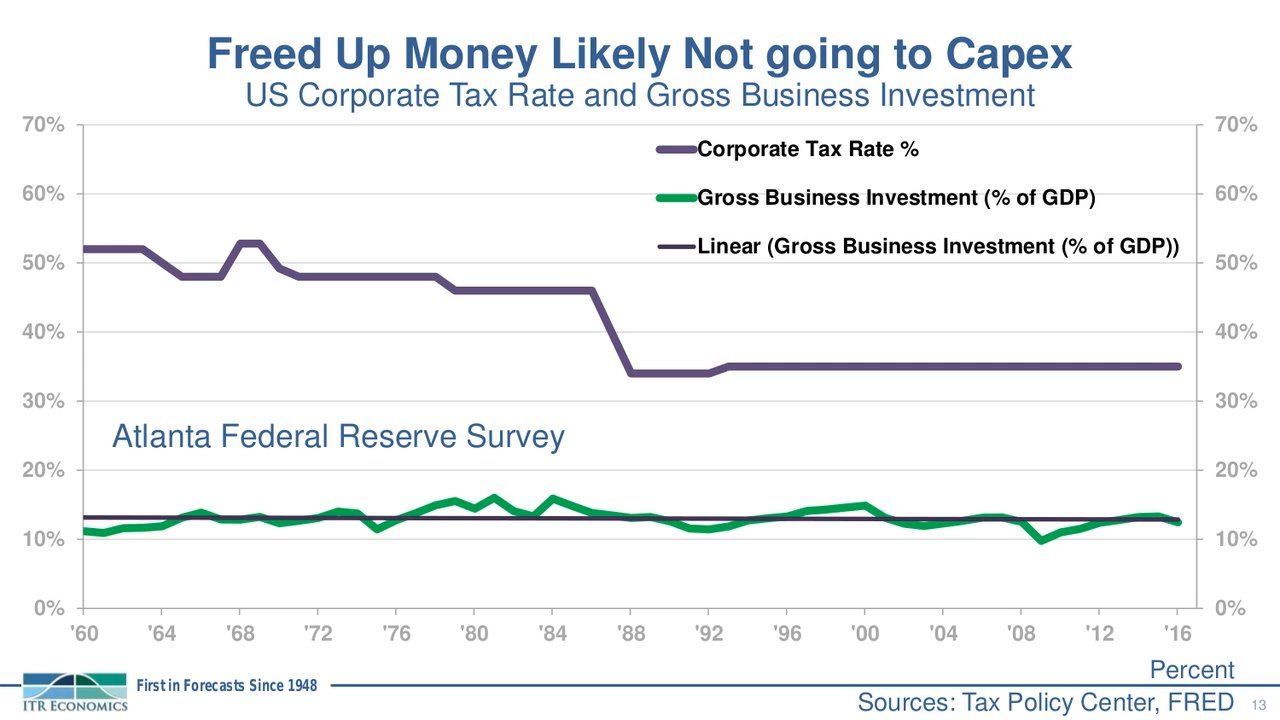 Freed Up Money Likely Not going to Capex
US Corporate Tax Rate and Gross Business Investment
70%
60%
50%
40%
30%
20%
10%
0%
70%
60%
50%
40%
30%
20%
10%
0%
Corporate Tax Rate %
Gross Business Investment (% of GDP)
Linear (Gross Business Investment (% of GDP))
Atlanta Federal Reserve Survey
'60 '64 '68 '72 '76 '80 '84 '88 '92 '96 '00 '04 '08 '12 '16
Percent
ITR ECONOMICS
First in Forecasts Since 1948
Sources: Tax Policy Center, FRED
13